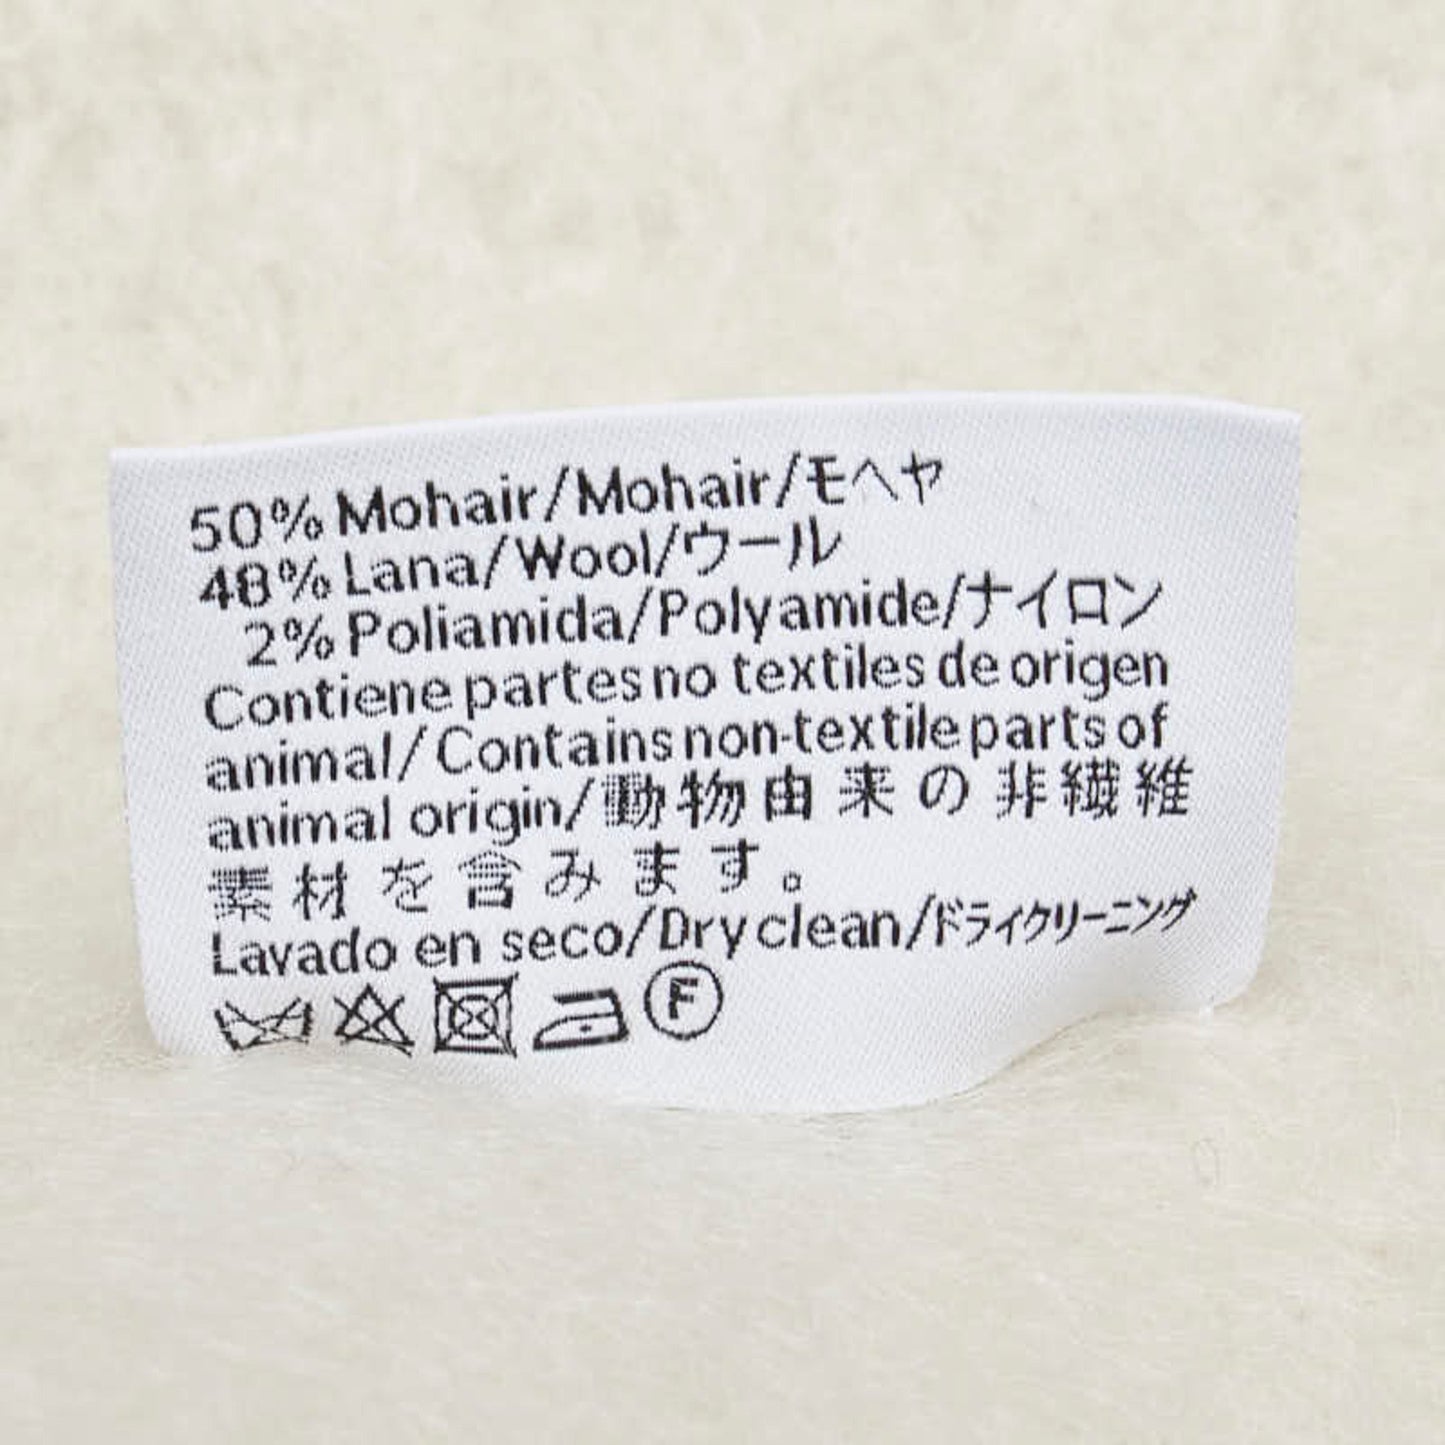 50% Mohair/Mohair/モヘヤ
48% Lana/Wool/ウール
2% Poliamida/Polyamide/ナイロン
Contiene partes no textiles de origen
animal/Contains non-textile parts of
animal origin/動物由来の非繊維
素材を含みます。
Lavado en seco/Dry clean/ドライクリーニング
F